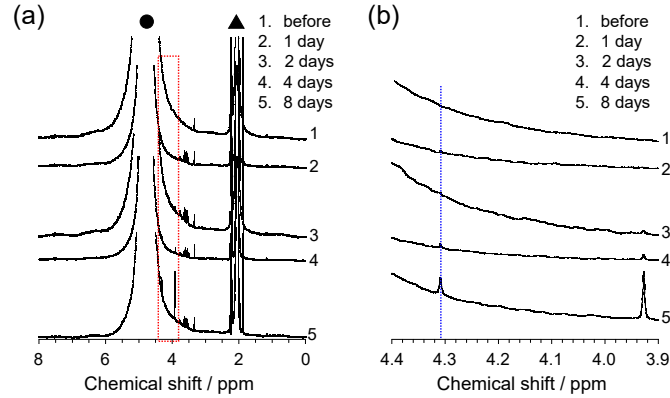 (a)
1. before
2. 1 day
3. 2 days
4. 4 days
5. 8 days
1
2
3
4
5
8 6 4 2 0
Chemical shift / ppm
(b)
1. before
2. 1 day
3. 2 days
4. 4 days
5. 8 days
1
2
3
4
5
4.4 4.3 4.2 4.1 4.0 3.9
Chemical shift / ppm